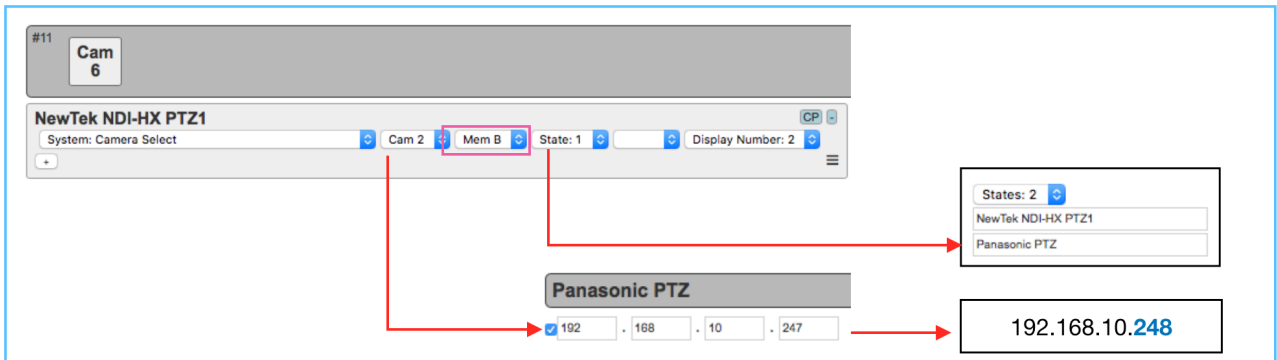 #11
Cam
6
NewTek NDI-HX PTZ1
CP -
System: Camera Select Cam 2 Mem B State: 1 Display Number: 2
+
States: 2
NewTek NDI-HX PTZ1
Panasonic PTZ
Panasonic PTZ
192 . 168 . 10 . 247
192.168.10.248